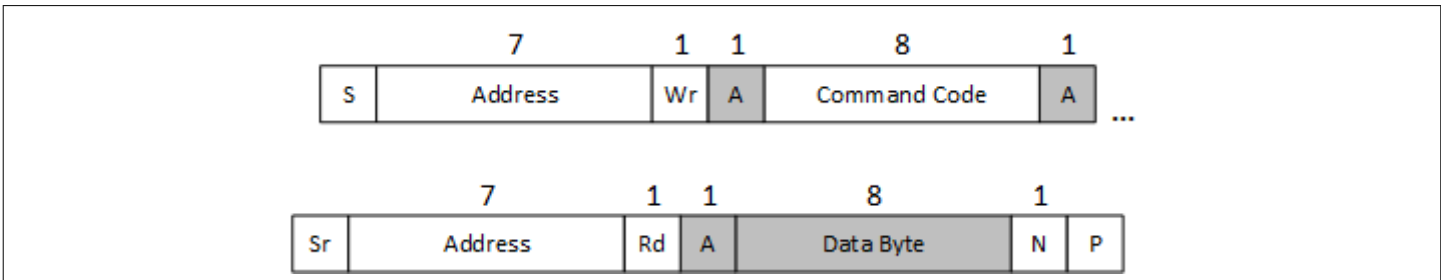 7 1 1 8 1
S Address Wr A Command Code A ...
7 1 1 8 1
Sr Address Rd A Data Byte N P